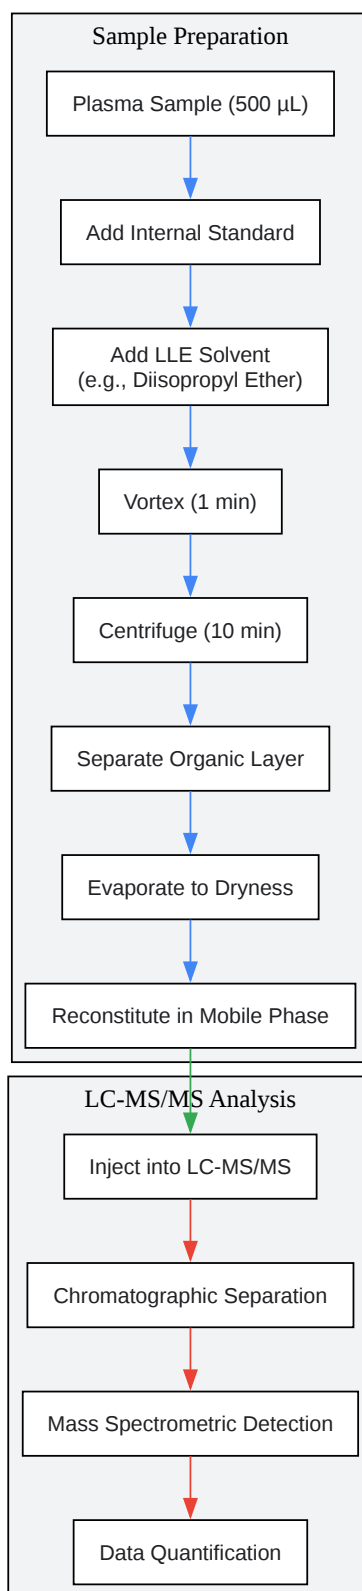 Sample Preparation
Plasma Sample (500 µL)
Add Internal Standard
Add LLE Solvent
(e.g., Diisopropyl Ether)
Vortex (1 min)
Centrifuge (10 min)
Separate Organic Layer
Evaporate to Dryness
Reconstitute in Mobile Phase
LC-MS/MS Analysis
Inject into LC-MS/MS
Chromatographic Separation
Mass Spectrometric Detection
Data Quantification